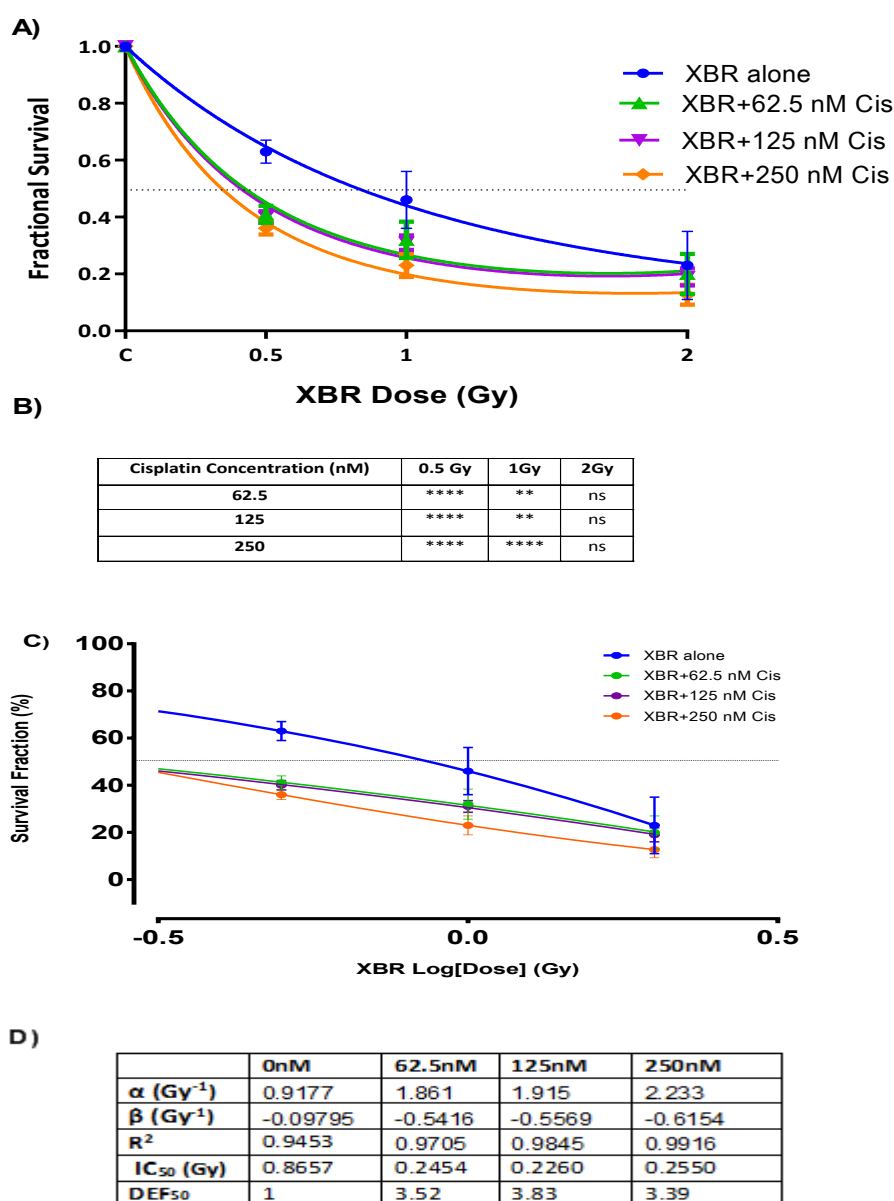 A)
1.0
0.8
0.6
0.4
0.2
0.0
Fractional Survival
C 0.5 1 2
XBR Dose (Gy)
XBR alone
XBR+62.5 nM Cis
XBR+125 nM Cis
XBR+250 nM Cis
B)
Cisplatin Concentration (nM) 0.5 Gy 1Gy 2Gy
62.5 **** ** ns
125 **** ** ns
250 **** **** ns
C)
100
80
60
40
20
0
Survival Fraction (%)
XBR alone
XBR+62.5 nM Cis
XBR+125 nM Cis
XBR+250 nM Cis
-0.5 0.0 0.5
XBR Log[Dose] (Gy)
D)
0nM 62.5nM 125nM 250nM
α (Gy⁻¹) 0.9177 1.861 1.915 2.233
β (Gy⁻¹) -0.09795 -0.5416 -0.5569 -0.6154
R² 0.9453 0.9705 0.9845 0.9916
IC₅₀ (Gy) 0.8657 0.2454 0.2260 0.2550
DEF₅₀ 1 3.52 3.83 3.39